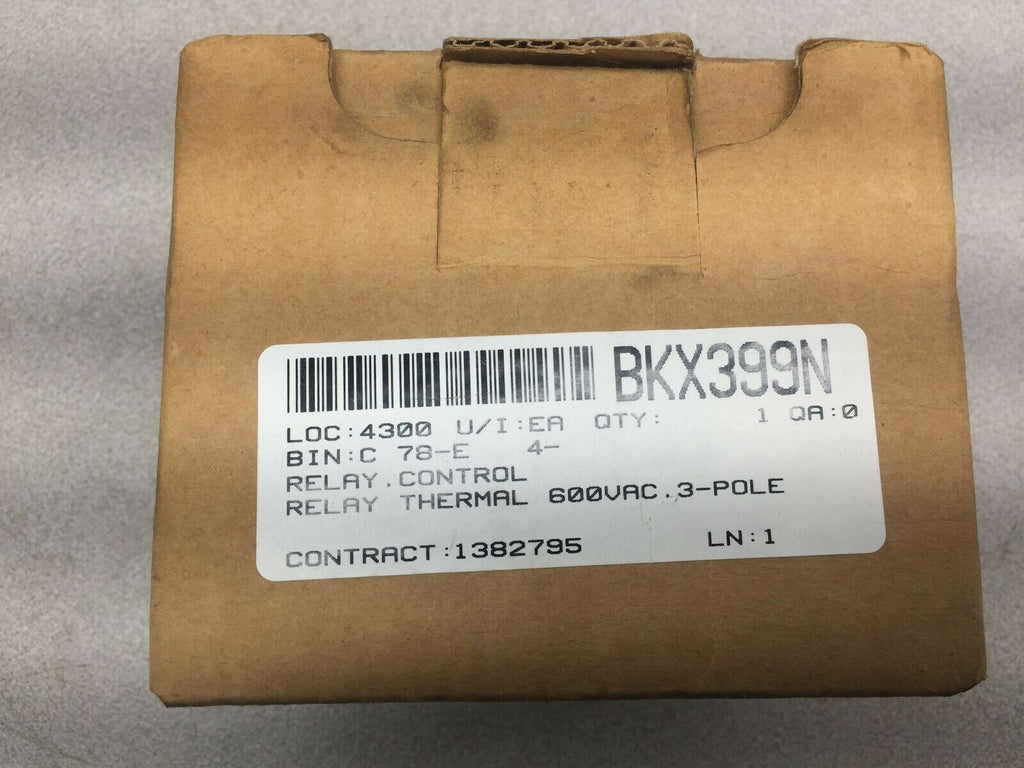 BKX399N
LOC:4300 U/I:EA QTY: 1 QA:0
BIN:C 78-E 4-
RELAY.CONTROL
RELAY THERMAL 600VAC.3-POLE
CONTRACT:1382795 LN:1